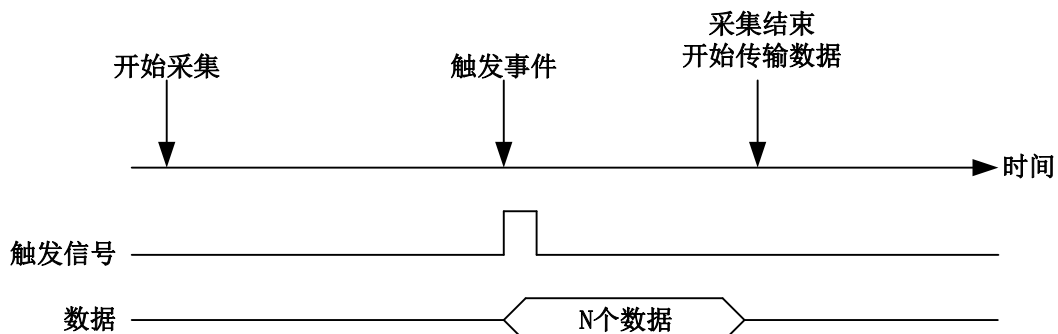 采集结束
开始传输数据
开始采集
触发事件
时间
触发信号
数据
N个数据